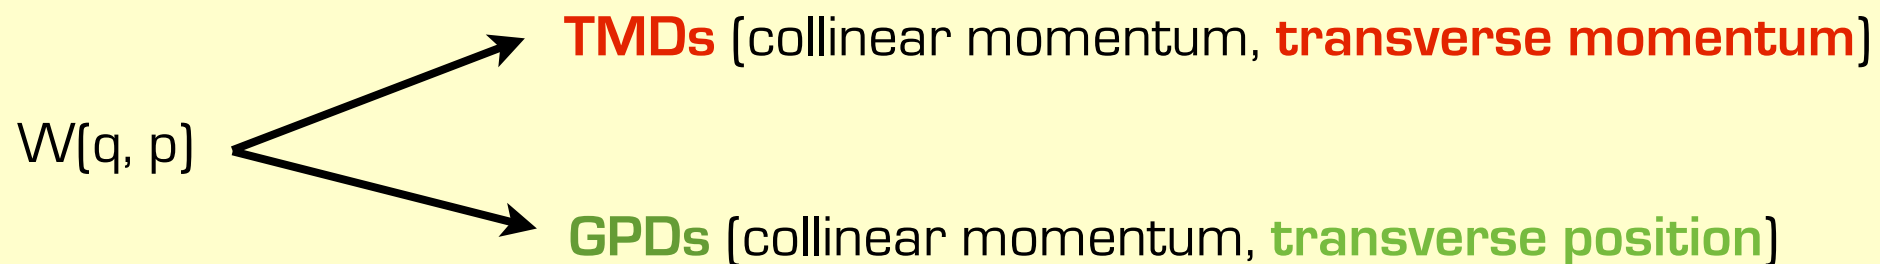 TMDs (collinear momentum, transverse momentum)
W(q, p)
GPDs (collinear momentum, transverse position)